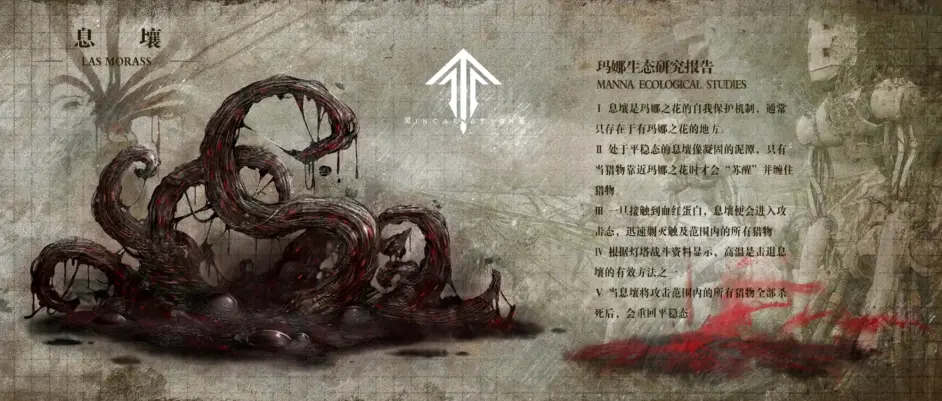 息 壤
LAS MORASS
玛娜生态研究报告
MANNA ECOLOGICAL STUDIES
Ⅰ 息壤是玛娜之花的自我保护机制，通常
只存在于有玛娜之花的地方。
Ⅱ 处于平稳态的息壤像凝固的泥潭，只有
当猎物靠近玛娜之花时才会“苏醒”并缠住
猎物
Ⅲ 一旦接触到血红蛋白，息壤便会进入攻
击态，迅速剿灭触及范围内的所有猎物
Ⅳ 根据灯塔战斗资料显示，高温是击退息
壤的有效方法之一
Ⅴ 当息壤将攻击范围内的所有猎物全部杀
死后，会重回平稳态